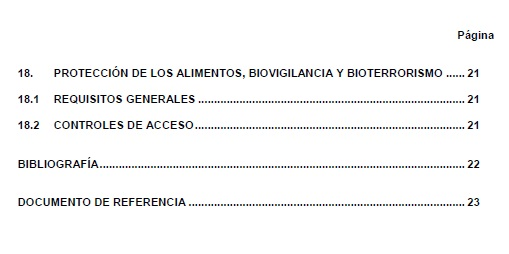 Página
18. PROTECCIÓN DE LOS ALIMENTOS, BIOVIGILANCIA Y BIOTERRORISMO ...... 21
18.1 REQUISITOS GENERALES ..................................................................................... 21
18.2 CONTROLES DE ACCESO...................................................................................... 21
BIBLIOGRAFÍA..................................................................................................................... 22
DOCUMENTO DE REFERENCIA ........................................................................................ 23